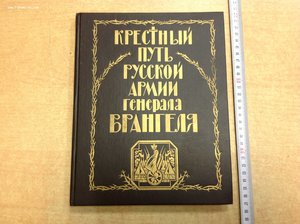 КРЕСТНЫЙ
ПУТЬ
РУССКОЙ
АРМИИ
генерала
ВРАНГЕЛЯ